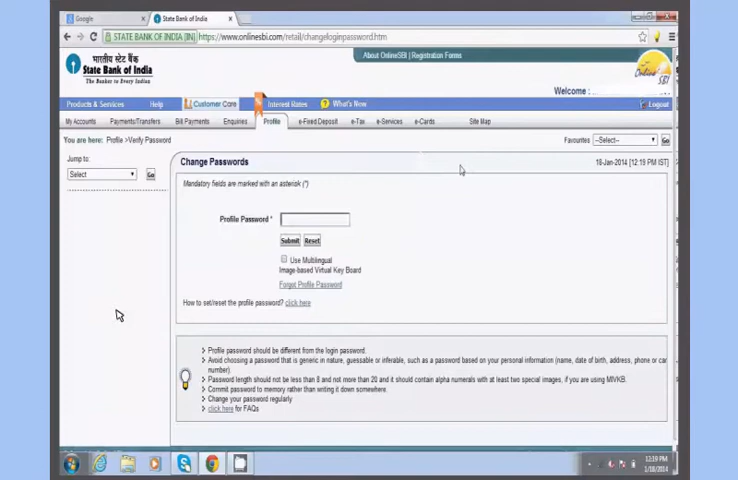 Google
State Bank of India
STATE BANK OF INDIA [IN] https://www.onlinesbi.com/retail/changeloginpassword.htm
भारतीय स्टेट बैंक
State Bank of India
The Banker to Every Indian
About OnlineSBI | Registration Forms
Online SBI
Welcome :
Products & Services Help Customer Care Interest Rates ? What's New Logout
My Accounts Payments/Transfers Bill Payments Enquiries Profile e-Fixed Deposit e-Tax e-Services e-Cards Site Map
You are here: Profile >Verify Password
Favourites --Select-- Go
Jump to:
Select Go
Change Passwords
18-Jan-2014 [12:19 PM IST]
Mandatory fields are marked with an asterisk (*)
Profile Password *
Submit Reset
Use Multilingual
Image-based Virtual Key Board
Forgot Profile Password
How to set/reset the profile password? click here
Profile password should be different from the login password.
Avoid choosing a password that is generic in nature, guessable or inferable, such as a password based on your personal information (name, date of birth, address, phone or car
number).
Password length should not be less than 8 and not more than 20 and it should contain alpha numerals with at least two special images, if you are using MIVKB.
Commit password to memory rather than writing it down somewhere.
Change your password regularly
click here for FAQs
12:19 PM
1/18/2014